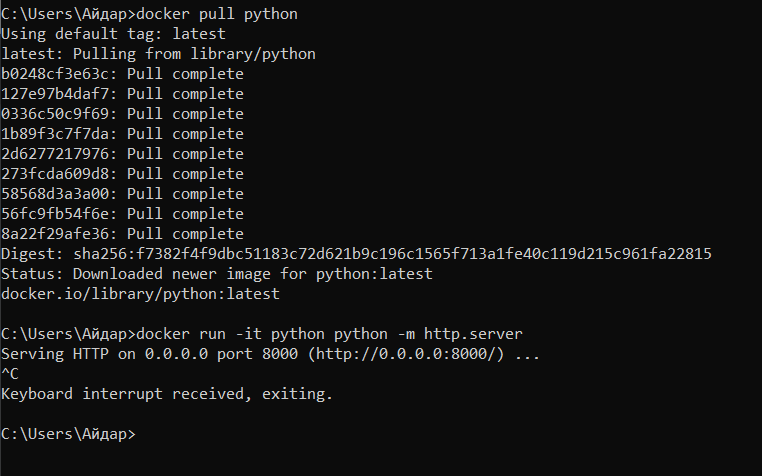 C:\Users\Айдар>docker pull python
Using default tag: latest
latest: Pulling from library/python
b0248cf3e63c: Pull complete
127e97b4daf7: Pull complete
0336c50c9f69: Pull complete
1b89f3c7f7da: Pull complete
2d6277217976: Pull complete
273fcda609d8: Pull complete
58568d3a3a00: Pull complete
56fc9fb54f6e: Pull complete
8a22f29afe36: Pull complete
Digest: sha256:f7382f4f9dbc51183c72d621b9c196c1565f713a1fe40c119d215c961fa22815
Status: Downloaded newer image for python:latest
docker.io/library/python:latest
C:\Users\Айдар>docker run -it python python -m http.server
Serving HTTP on 0.0.0.0 port 8000 (http://0.0.0.0:8000/) ...
^C
Keyboard interrupt received, exiting.
C:\Users\Айдар>